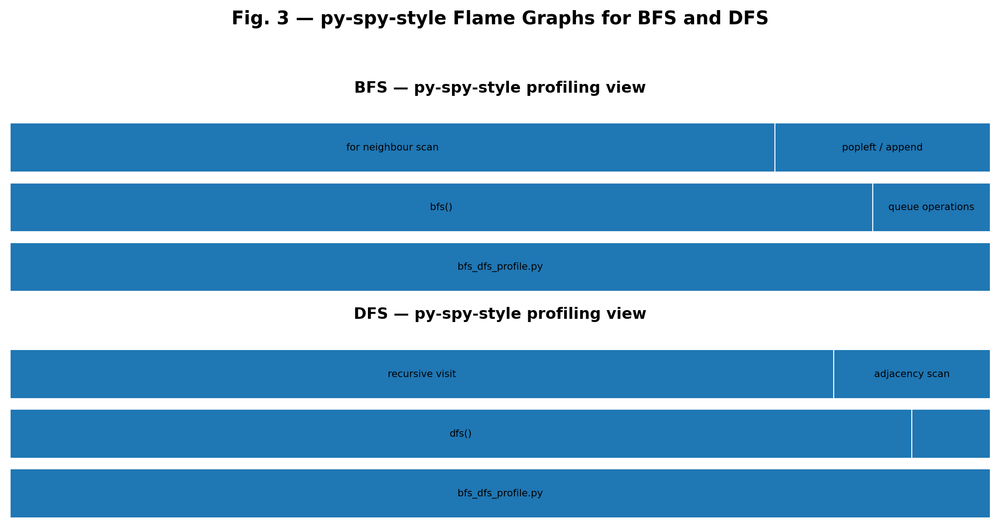 Fig. 3 — py-spy-style Flame Graphs for BFS and DFS
BFS — py-spy-style profiling view
for neighbour scan
popleft / append
bfs()
queue operations
bfs_dfs_profile.py
DFS — py-spy-style profiling view
recursive visit
adjacency scan
dfs()
bfs_dfs_profile.py